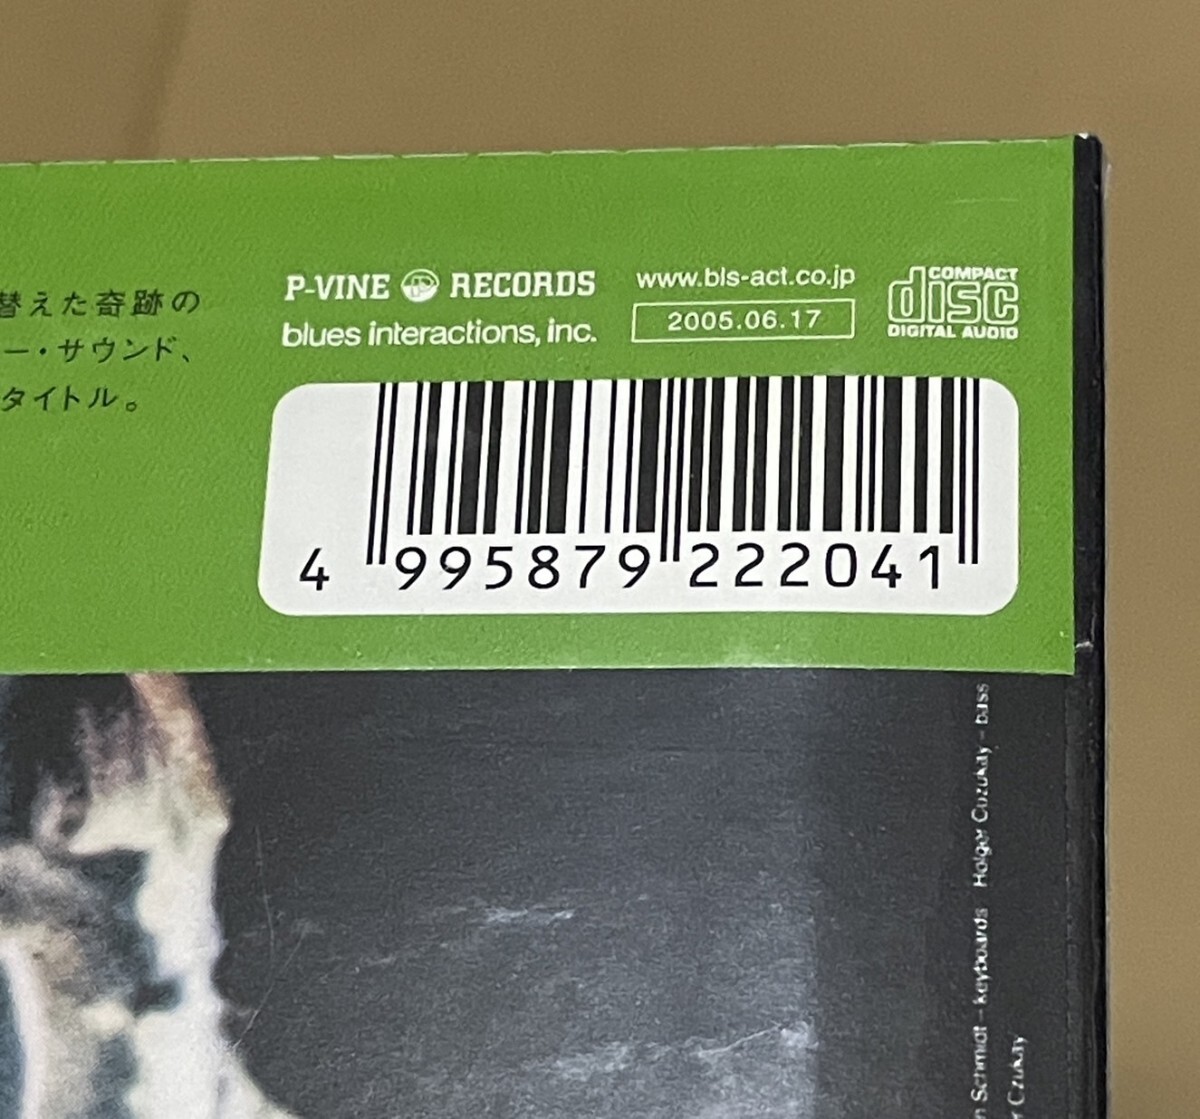 替えた奇跡の
ー・サウンド、
タイトル。
P-VINE RECORDS
blues interactions, inc.
www.bls-act.co.jp
2005.06.17
COMPACT
disc
DIGITAL AUDIO
4 995879 222041
Schmidt – keyboards Holger Czukay – bass
Czukay